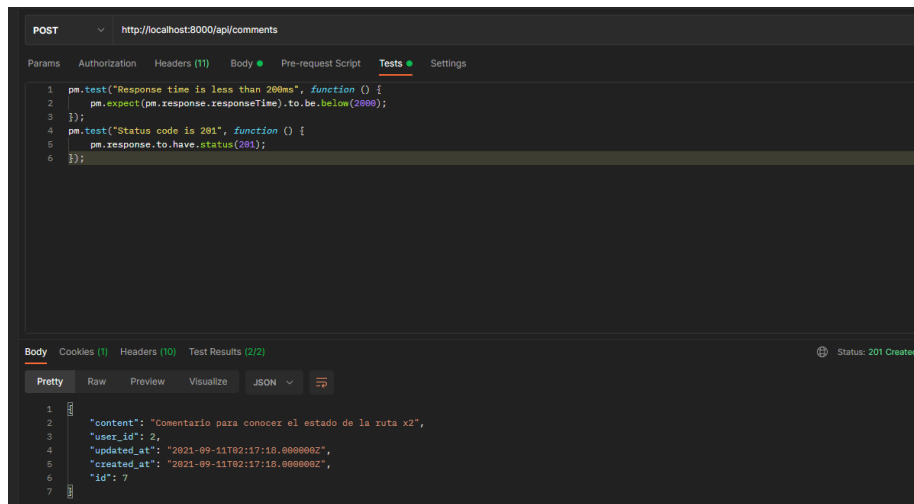 POST http://localhost:8000/api/comments
Params Authorization Headers (11) Body Pre-request Script Tests Settings
1 pm.test("Response time is less than 200ms", function () {
2 pm.expect(pm.response.responseTime).to.be.below(2000);
3 });
4 pm.test("Status code is 201", function () {
5 pm.response.to.have.status(201);
6 });
Body Cookies (1) Headers (10) Test Results (2/2) Status: 201 Created
Pretty Raw Preview Visualize JSON
1 {
2 "content": "Comentario para conocer el estado de la ruta x2",
3 "user_id": 2,
4 "updated_at": "2021-09-11T02:17:18.000000Z",
5 "created_at": "2021-09-11T02:17:18.000000Z",
6 "id": 7
7 }